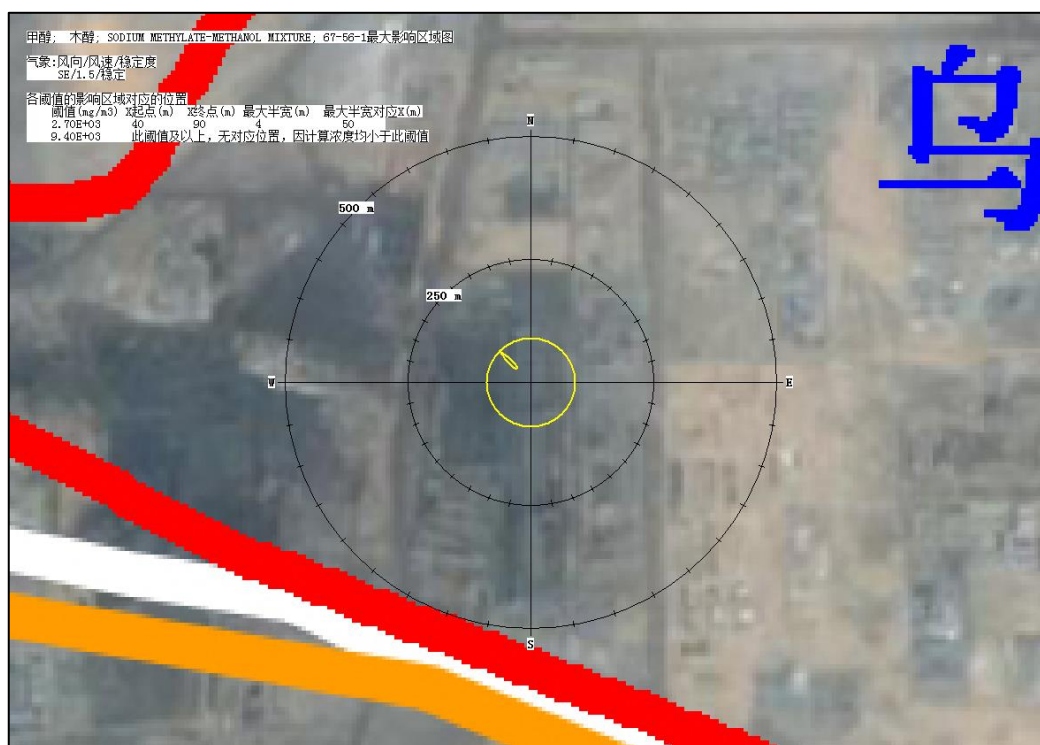 甲醇; 木醇; SODIUM METHYLATE-METHANOL MIXTURE; 67-56-1最大影响区域图
气象:风向/风速/稳定度
SE/1.5/稳定
各阈值的影响区域对应的位置
阈值(mg/m3) X起点(m) X终点(m) 最大半宽(m) 最大半宽对应X(m)
2.70E+03 40 90 4 50
9.40E+03 此阈值及以上, 无对应位置, 因计算浓度均小于此阈值
N
500 m
250 m
W
E
S
乌